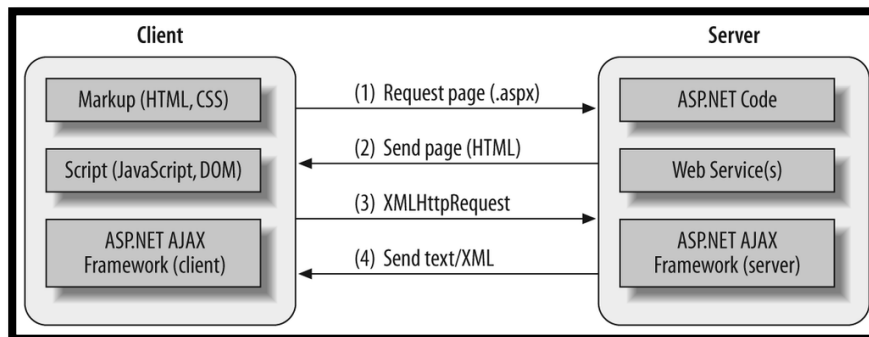 Client
Server
Markup (HTML, CSS)
(1) Request page (.aspx)
ASP.NET Code
(2) Send page (HTML)
Script (JavaScript, DOM)
Web Service(s)
(3) XMLHttpRequest
ASP.NET AJAX
Framework (client)
ASP.NET AJAX
Framework (server)
(4) Send text/XML